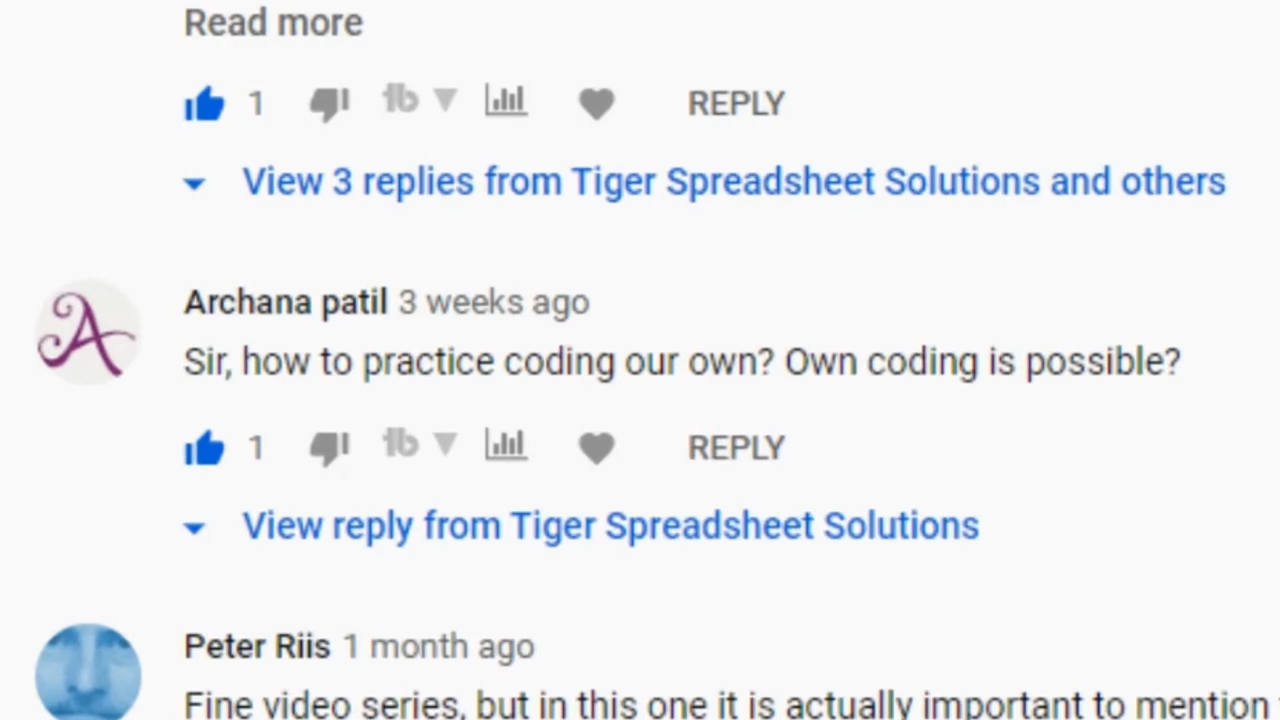 Read more
1 REPLY
View 3 replies from Tiger Spreadsheet Solutions and others
Archana patil 3 weeks ago
Sir, how to practice coding our own? Own coding is possible?
1 REPLY
View reply from Tiger Spreadsheet Solutions
Peter Riis 1 month ago
Fine video series, but in this one it is actually important to mention